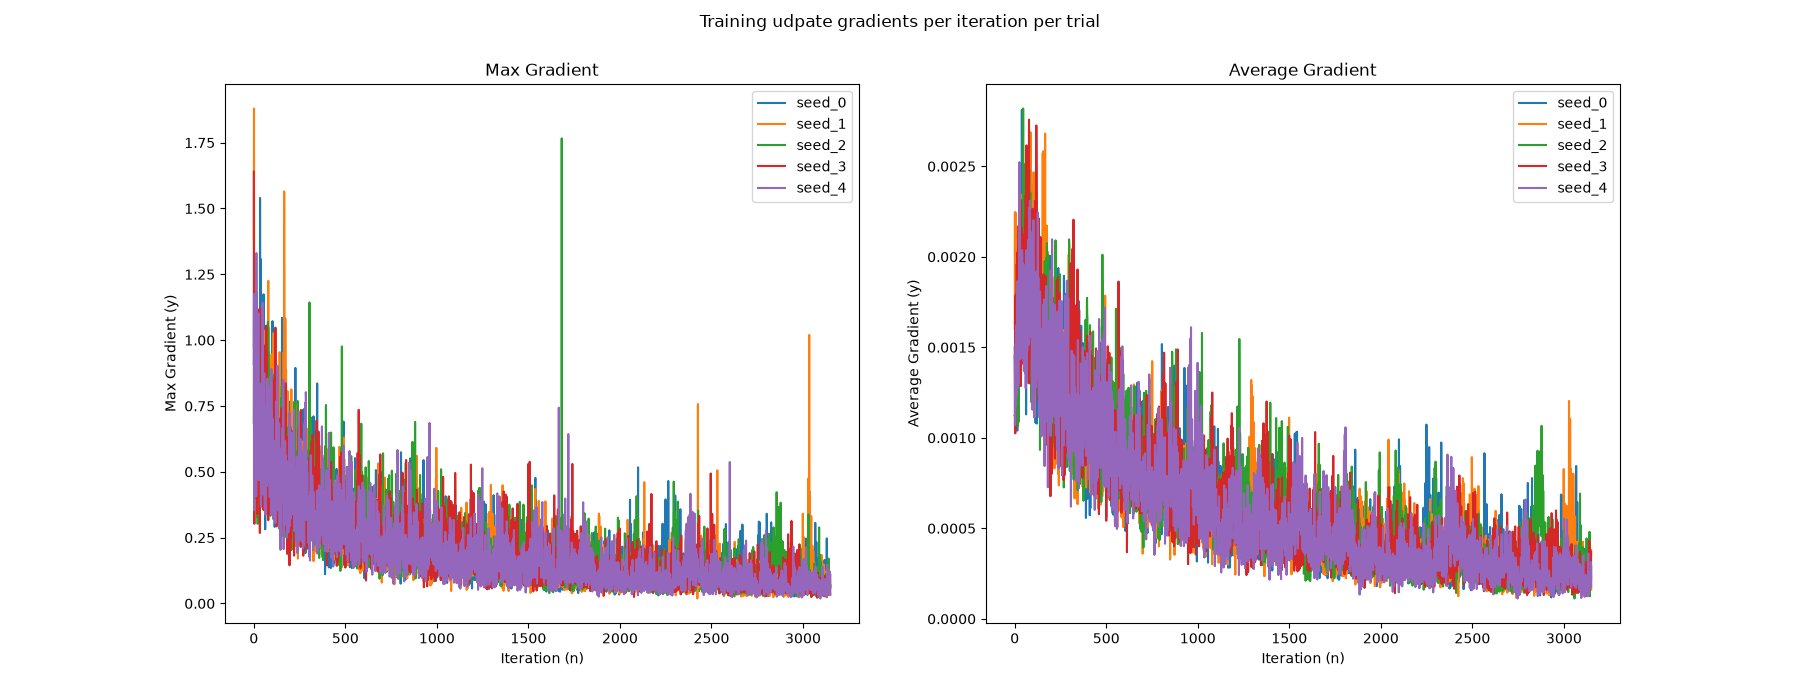 Training udpate gradients per iteration per trial
Max Gradient
Max Gradient (y)
1.75
1.50
1.25
1.00
0.75
0.50
0.25
0.00
0 500 1000 1500 2000 2500 3000
Iteration (n)
seed_0
seed_1
seed_2
seed_3
seed_4
Average Gradient
Average Gradient (y)
0.0025
0.0020
0.0015
0.0010
0.0005
0.0000
0 500 1000 1500 2000 2500 3000
Iteration (n)
seed_0
seed_1
seed_2
seed_3
seed_4